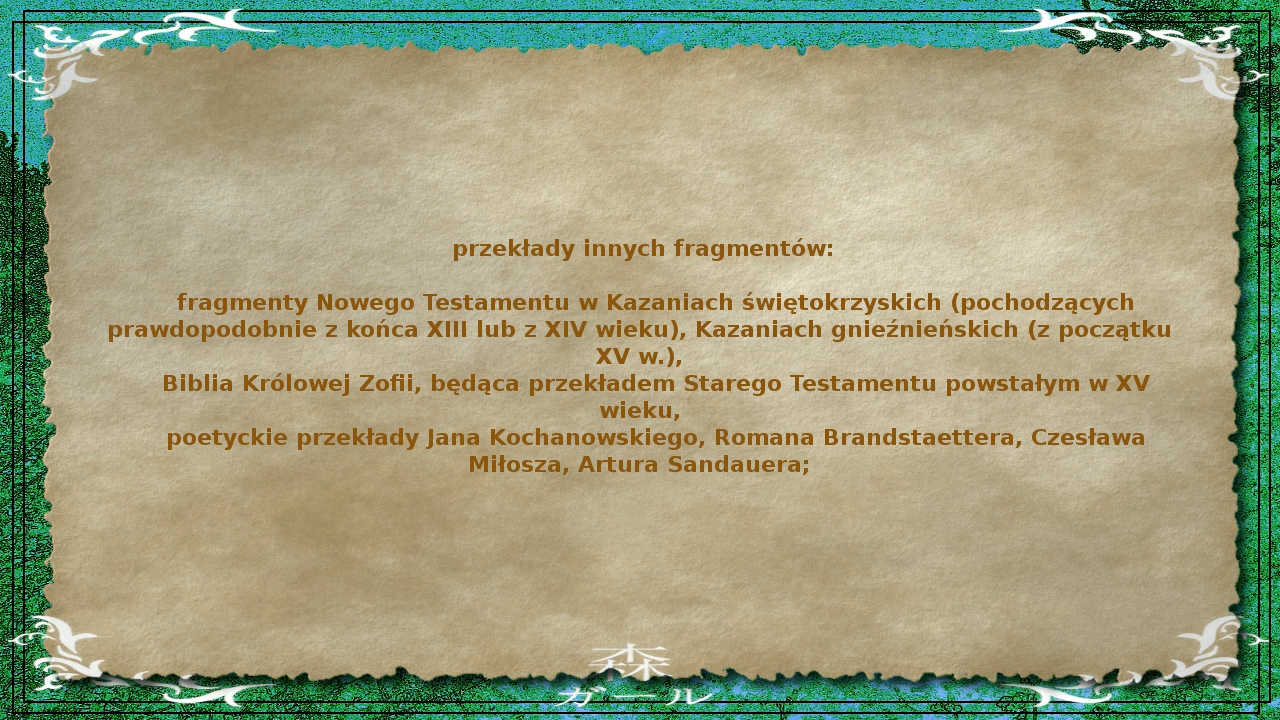 przekłady innych fragmentów:
fragmenty Nowego Testamentu w Kazaniach świętokrzyskich (pochodzących
prawdopodobnie z końca XIII lub z XIV wieku), Kazaniach gnieźnieńskich (z początku
XV w.),
Biblia Królowej Zofii, będąca przekładem Starego Testamentu powstałym w XV
wieku,
poetyckie przekłady Jana Kochanowskiego, Romana Brandstaettera, Czesława
Miłosza, Artura Sandauera;
森
ガール